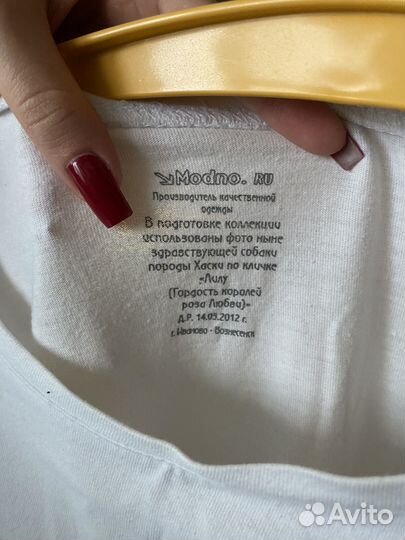 Modno. RU
Производитель качественной
одежды
В подготовке коллекции
использованы фото ныне
здравствующей собаки
породы Хаски по кличке
«Лилу
(Гордость королей
роза Любви)»
Д.Р. 14.05.2012 г.
г. Иваново - Вознесенск
Avito